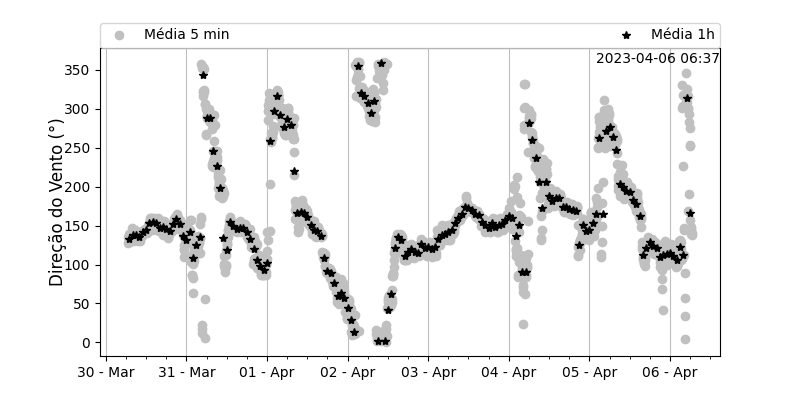 Média 5 min
Média 1h
2023-04-06 06:37
Direção do Vento (°)
350
300
250
200
150
100
50
0
30 - Mar
31 - Mar
01 - Apr
02 - Apr
03 - Apr
04 - Apr
05 - Apr
06 - Apr